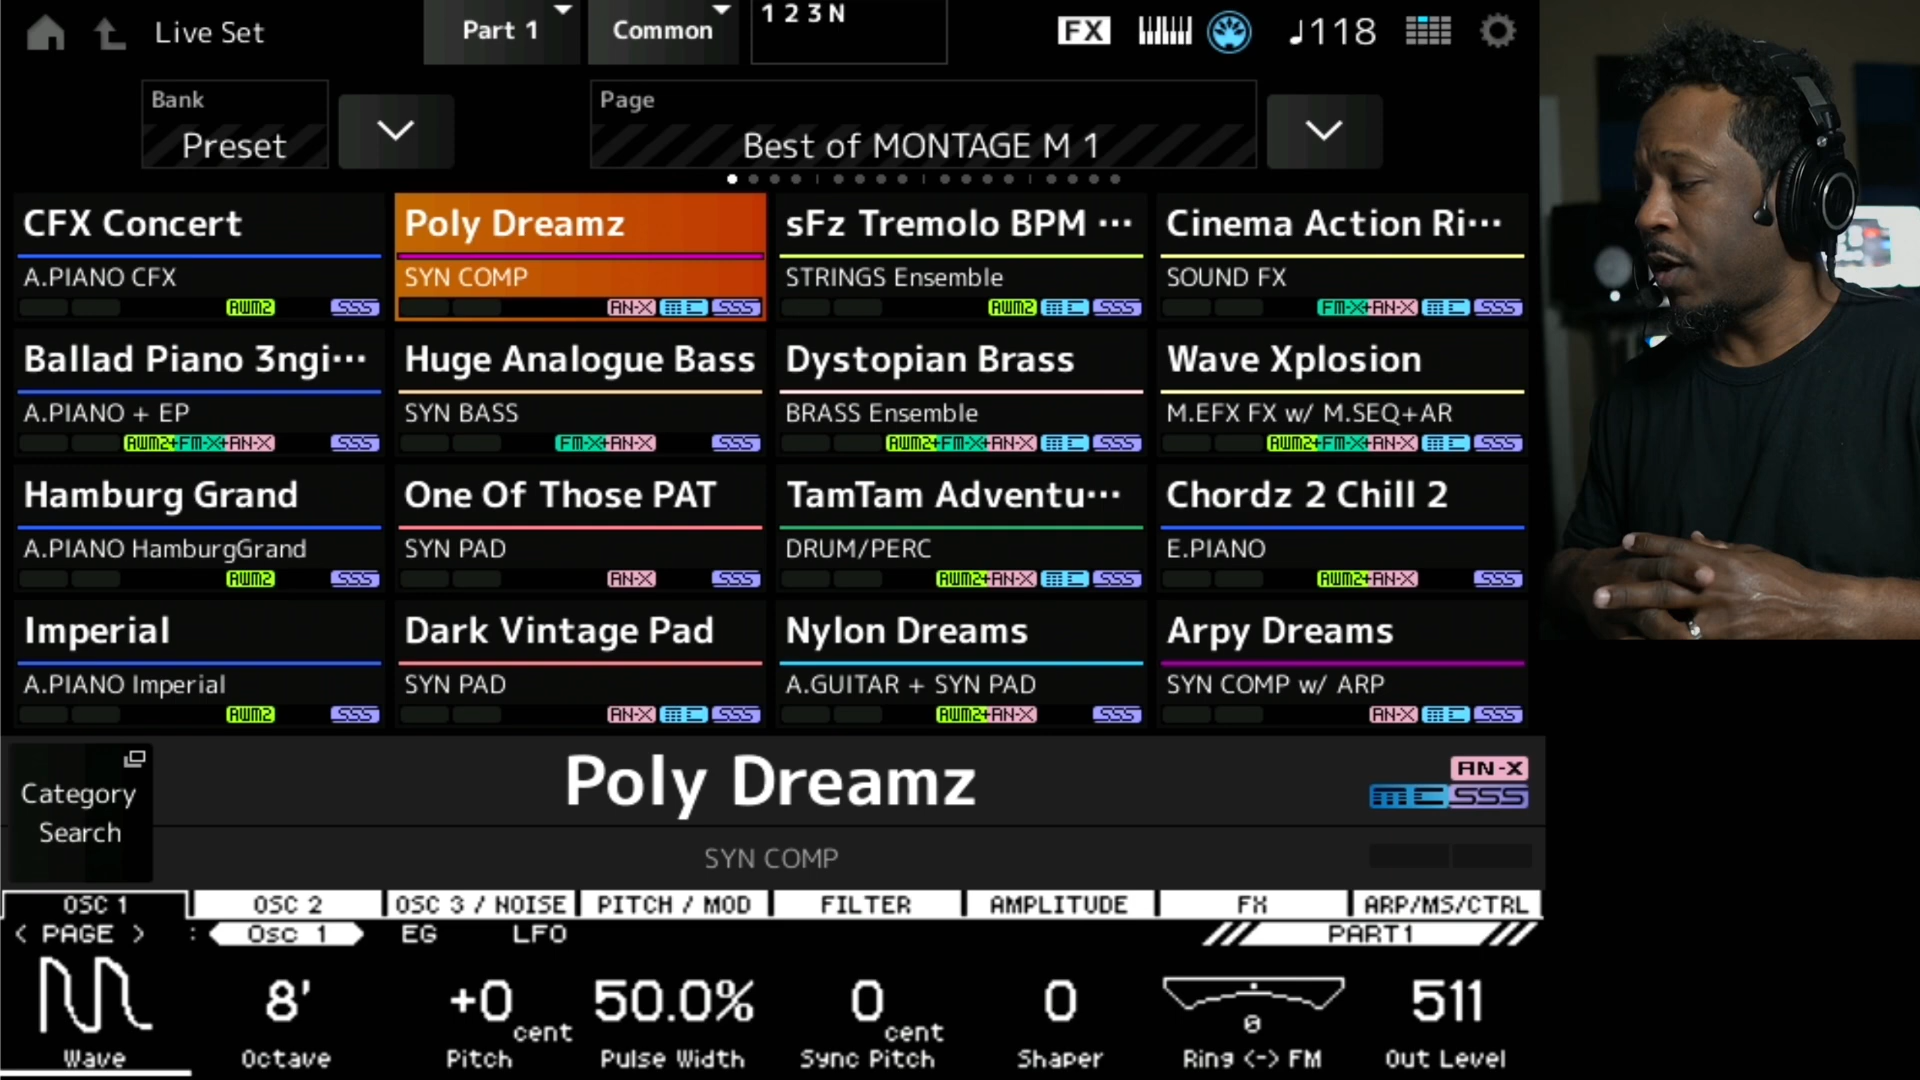 Live Set
Part 1
Common
1 2 3 N
FX
♩118
Bank
Preset
Page
Best of MONTAGE M 1
CFX Concert
A.PIANO CFX
AWM2 SSS
Poly Dreamz
SYN COMP
AN-X MC SSS
sFz Tremolo BPM ···
STRINGS Ensemble
AWM2 MC SSS
Cinema Action Ri···
SOUND FX
FM-X+AN-X MC SSS
Ballad Piano 3ngi···
A.PIANO + EP
AWM2+FM-X+AN-X SSS
Huge Analogue Bass
SYN BASS
FM-X+AN-X SSS
Dystopian Brass
BRASS Ensemble
AWM2+FM-X+AN-X MC SSS
Wave Xplosion
M.EFX FX w/ M.SEQ+AR
AWM2+FM-X+AN-X MC SSS
Hamburg Grand
A.PIANO HamburgGrand
AWM2 SSS
One Of Those PAT
SYN PAD
AN-X SSS
TamTam Adventu···
DRUM/PERC
AWM2+AN-X MC SSS
Chordz 2 Chill 2
E.PIANO
AWM2+AN-X SSS
Imperial
A.PIANO Imperial
AWM2 SSS
Dark Vintage Pad
SYN PAD
AN-X MC SSS
Nylon Dreams
A.GUITAR + SYN PAD
AWM2+AN-X SSS
Arpy Dreams
SYN COMP w/ ARP
AN-X MC SSS
Category
Search
Poly Dreamz
AN-X
MC SSS
SYN COMP
OSC 1 OSC 2 OSC 3 / NOISE PITCH / MOD FILTER AMPLITUDE FX ARP/MS/CTRL
< PAGE > : Osc 1 EG LFO PART1
8' +0 cent 50.0% 0 cent 0 0 511
Wave Octave Pitch Pulse Width Sync Pitch Shaper Ring <-> FM Out Level